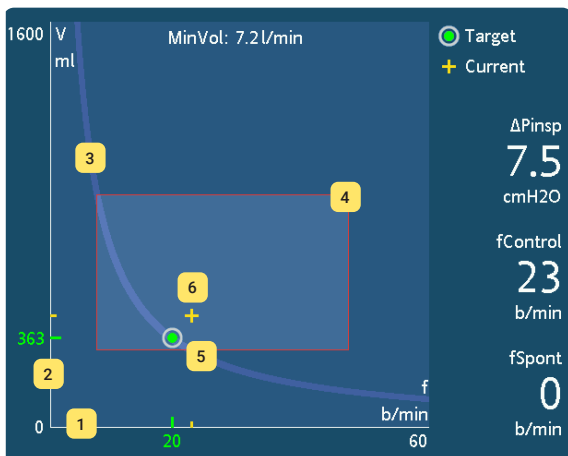 1600 V
ml
MinVol: 7.2 l/min
Target
Current
ΔPinsp
7.5
cmH2O
3
4
fControl
23
b/min
6
363
5
2
fSpont
0
b/min
f
b/min
0
1
20
60